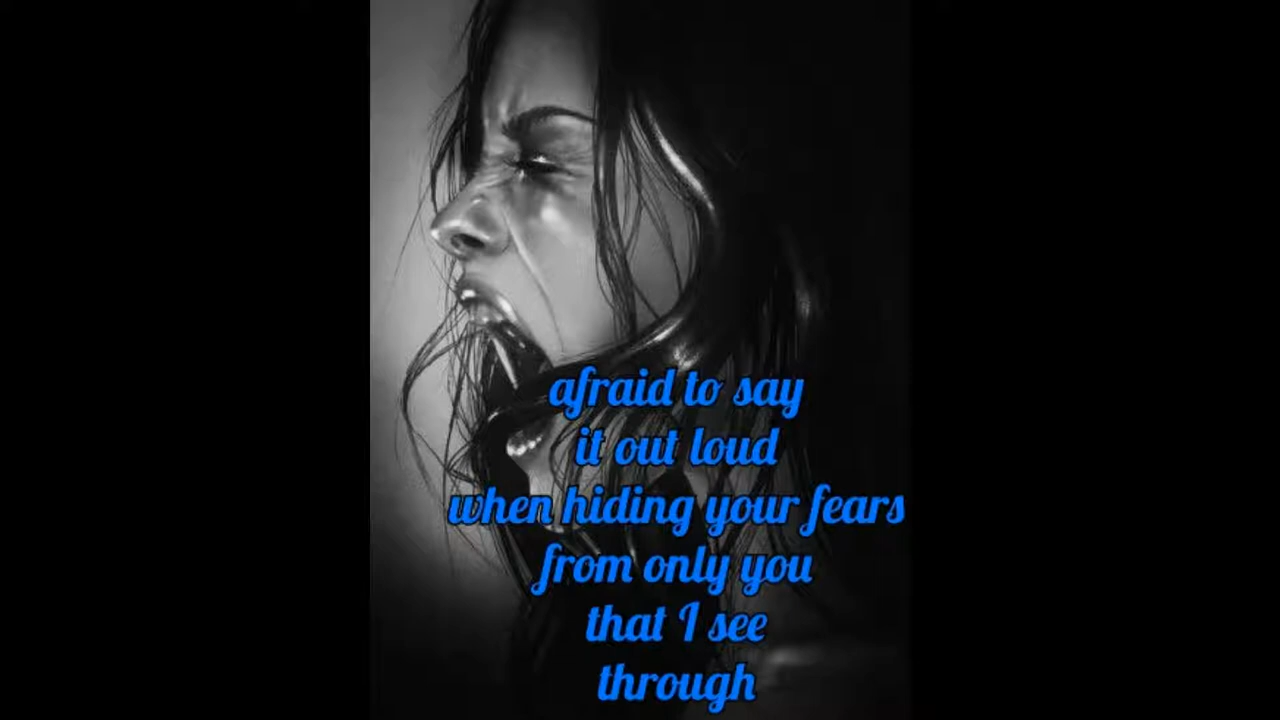 afraid to say
it out loud
when hiding your fears
from only you
that I see
through